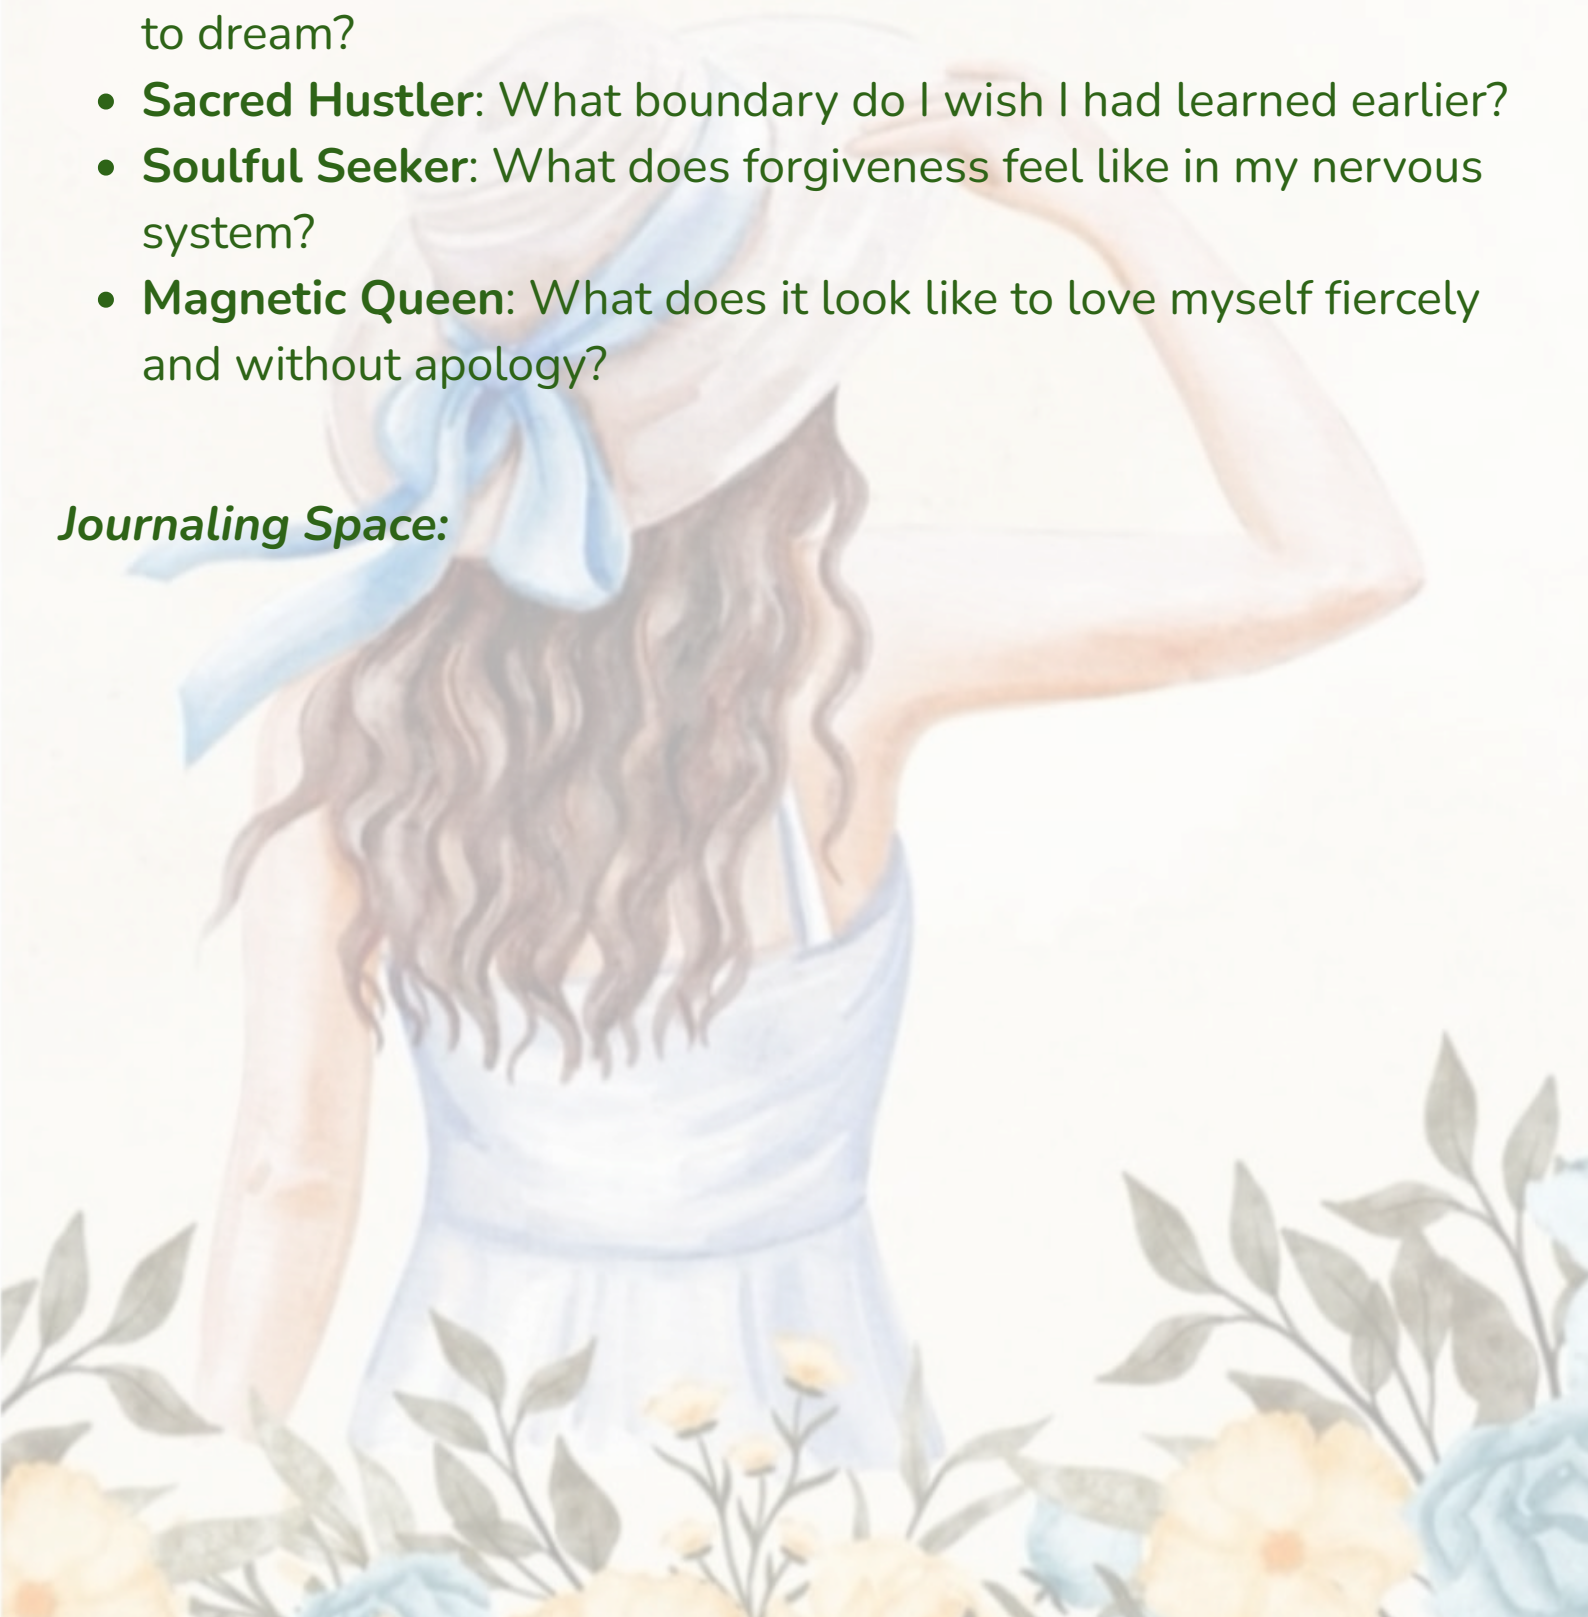 to dream?
• Sacred Hustler: What boundary do I wish I had learned earlier?
• Soulful Seeker: What does forgiveness feel like in my nervous
system?
• Magnetic Queen: What does it look like to love myself fiercely
and without apology?
Journaling Space: